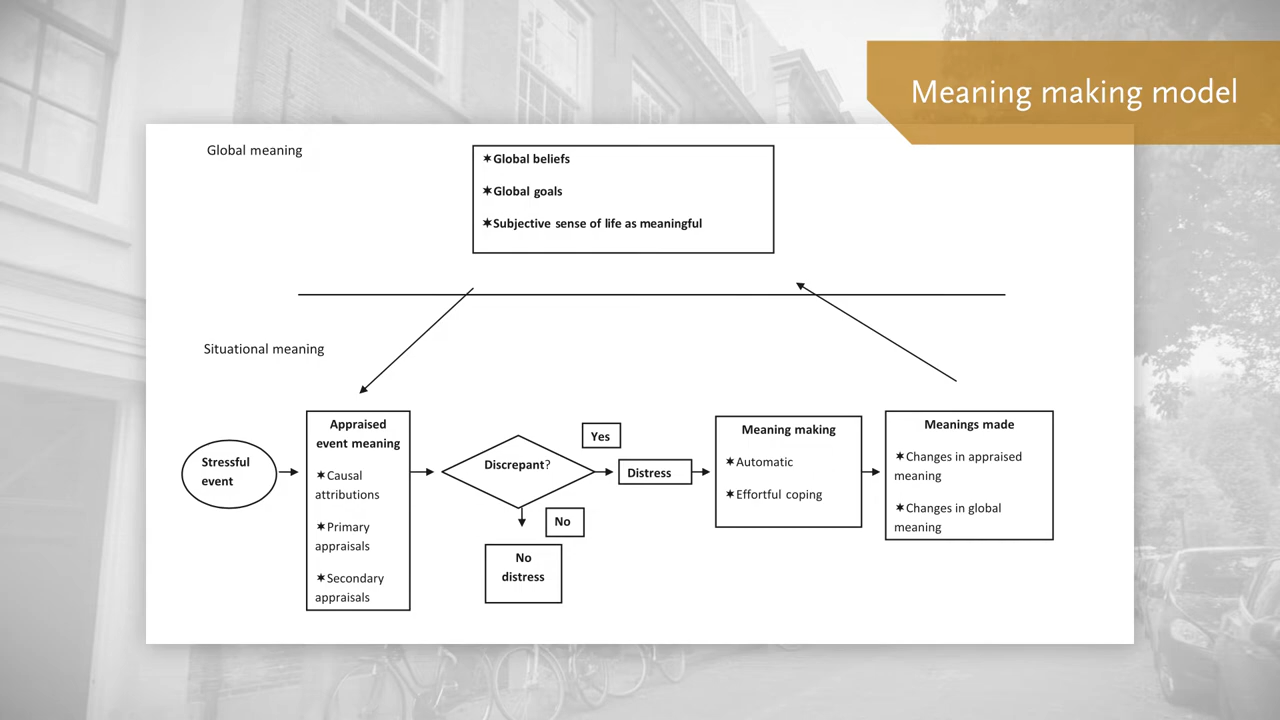 Meaning making model
Global meaning
✶Global beliefs
✶Global goals
✶Subjective sense of life as meaningful
Situational meaning
Stressful
event
Appraised
event meaning
✶Causal
attributions
✶Primary
appraisals
✶Secondary
appraisals
Discrepant?
Yes
Distress
No
No
distress
Meaning making
✶Automatic
✶Effortful coping
Meanings made
✶Changes in appraised
meaning
✶Changes in global
meaning